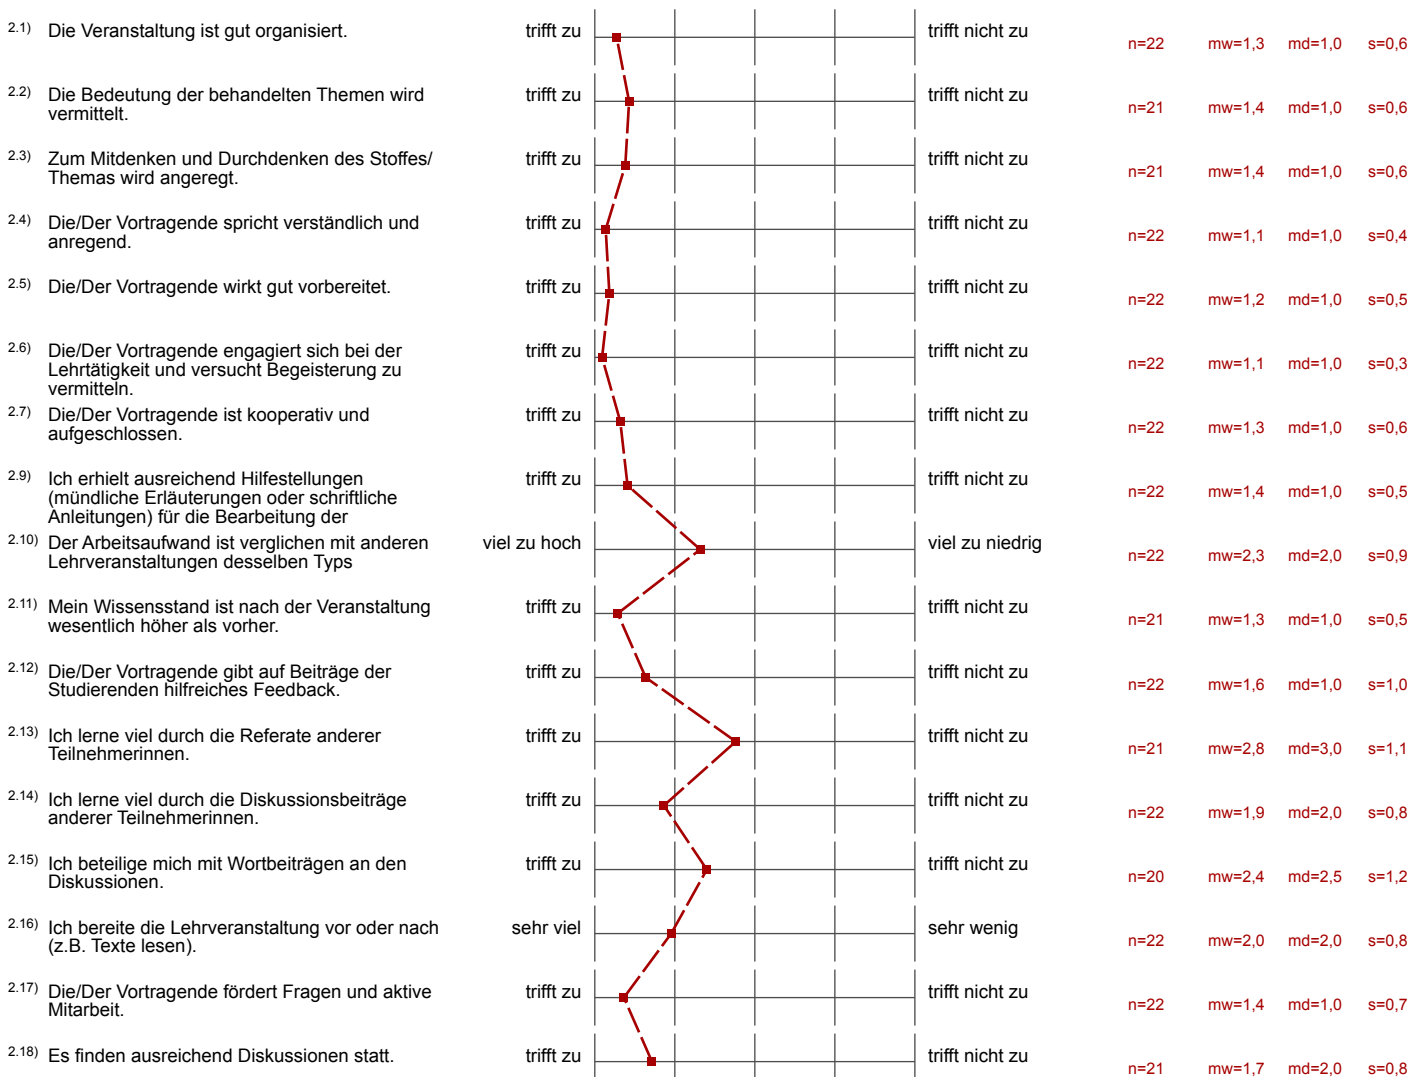 2.1) Die Veranstaltung ist gut organisiert. trifft zu trifft nicht zu n=22 mw=1,3 md=1,0 s=0,6
2.2) Die Bedeutung der behandelten Themen wird trifft zu trifft nicht zu n=21 mw=1,4 md=1,0 s=0,6
vermittelt.
2.3) Zum Mitdenken und Durchdenken des Stoffes/ trifft zu trifft nicht zu n=21 mw=1,4 md=1,0 s=0,6
Themas wird angeregt.
2.4) Die/Der Vortragende spricht verständlich und trifft zu trifft nicht zu n=22 mw=1,1 md=1,0 s=0,4
anregend.
2.5) Die/Der Vortragende wirkt gut vorbereitet. trifft zu trifft nicht zu n=22 mw=1,2 md=1,0 s=0,5
2.6) Die/Der Vortragende engagiert sich bei der trifft zu trifft nicht zu n=22 mw=1,1 md=1,0 s=0,3
Lehrtätigkeit und versucht Begeisterung zu
vermitteln.
2.7) Die/Der Vortragende ist kooperativ und trifft zu trifft nicht zu n=22 mw=1,3 md=1,0 s=0,6
aufgeschlossen.
2.9) Ich erhielt ausreichend Hilfestellungen trifft zu trifft nicht zu n=22 mw=1,4 md=1,0 s=0,5
(mündliche Erläuterungen oder schriftliche
Anleitungen) für die Bearbeitung der
2.10) Der Arbeitsaufwand ist verglichen mit anderen viel zu hoch viel zu niedrig n=22 mw=2,3 md=2,0 s=0,9
Lehrveranstaltungen desselben Typs
2.11) Mein Wissensstand ist nach der Veranstaltung trifft zu trifft nicht zu n=21 mw=1,3 md=1,0 s=0,5
wesentlich höher als vorher.
2.12) Die/Der Vortragende gibt auf Beiträge der trifft zu trifft nicht zu n=22 mw=1,6 md=1,0 s=1,0
Studierenden hilfreiches Feedback.
2.13) Ich lerne viel durch die Referate anderer trifft zu trifft nicht zu n=21 mw=2,8 md=3,0 s=1,1
Teilnehmerinnen.
2.14) Ich lerne viel durch die Diskussionsbeiträge trifft zu trifft nicht zu n=22 mw=1,9 md=2,0 s=0,8
anderer Teilnehmerinnen.
2.15) Ich beteilige mich mit Wortbeiträgen an den trifft zu trifft nicht zu n=20 mw=2,4 md=2,5 s=1,2
Diskussionen.
2.16) Ich bereite die Lehrveranstaltung vor oder nach sehr viel sehr wenig n=22 mw=2,0 md=2,0 s=0,8
(z.B. Texte lesen).
2.17) Die/Der Vortragende fördert Fragen und aktive trifft zu trifft nicht zu n=22 mw=1,4 md=1,0 s=0,7
Mitarbeit.
2.18) Es finden ausreichend Diskussionen statt. trifft zu trifft nicht zu n=21 mw=1,7 md=2,0 s=0,8